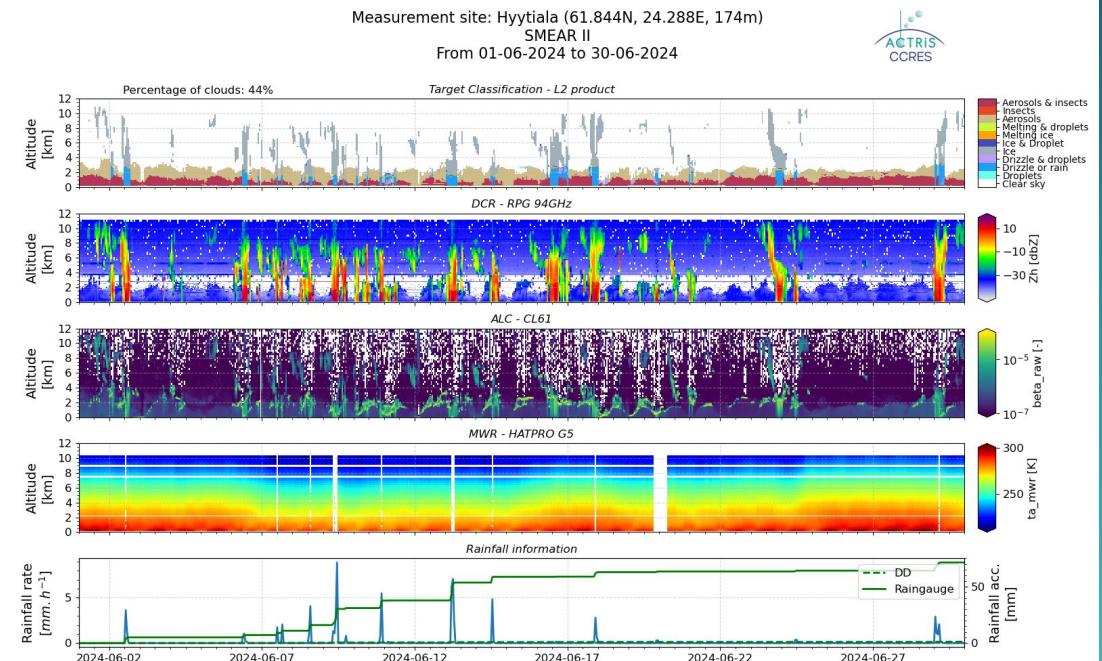 Measurement site: Hyytiala (61.844N, 24.288E, 174m)
SMEAR II
From 01-06-2024 to 30-06-2024
ACTRiS
CCRES
Percentage of clouds: 44%
Target Classification - L2 product
Altitude
[km]
12
10
8
6
4
2
0
Aerosols & insects
Insects
Aerosols
Melting & droplets
Melting ice
Ice & Droplet
Ice
Drizzle & droplets
Drizzle or rain
Droplets
Clear sky
DCR - RPG 94GHz
Altitude
[km]
12
10
8
6
4
2
0
10
−10
−30
Zh [dbZ]
ALC - CL61
Altitude
[km]
12
10
8
6
4
2
0
10⁻⁵
10⁻⁷
beta_raw [-]
MWR - HATPRO G5
Altitude
[km]
12
10
8
6
4
2
0
300
250
ta_mwr [K]
Rainfall information
Rainfall rate
[mm. h⁻¹]
5
0
DD
Raingauge
50
0
Rainfall acc.
[mm]
2024-06-02 2024-06-07 2024-06-12 2024-06-17 2024-06-22 2024-06-27